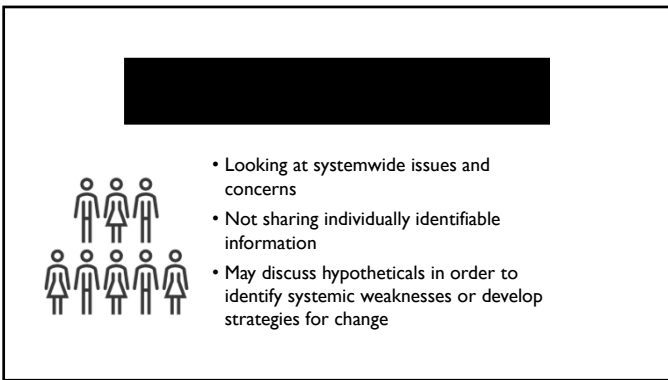 • Looking at systemwide issues and
concerns
• Not sharing individually identifiable
information
• May discuss hypotheticals in order to
identify systemic weaknesses or develop
strategies for change